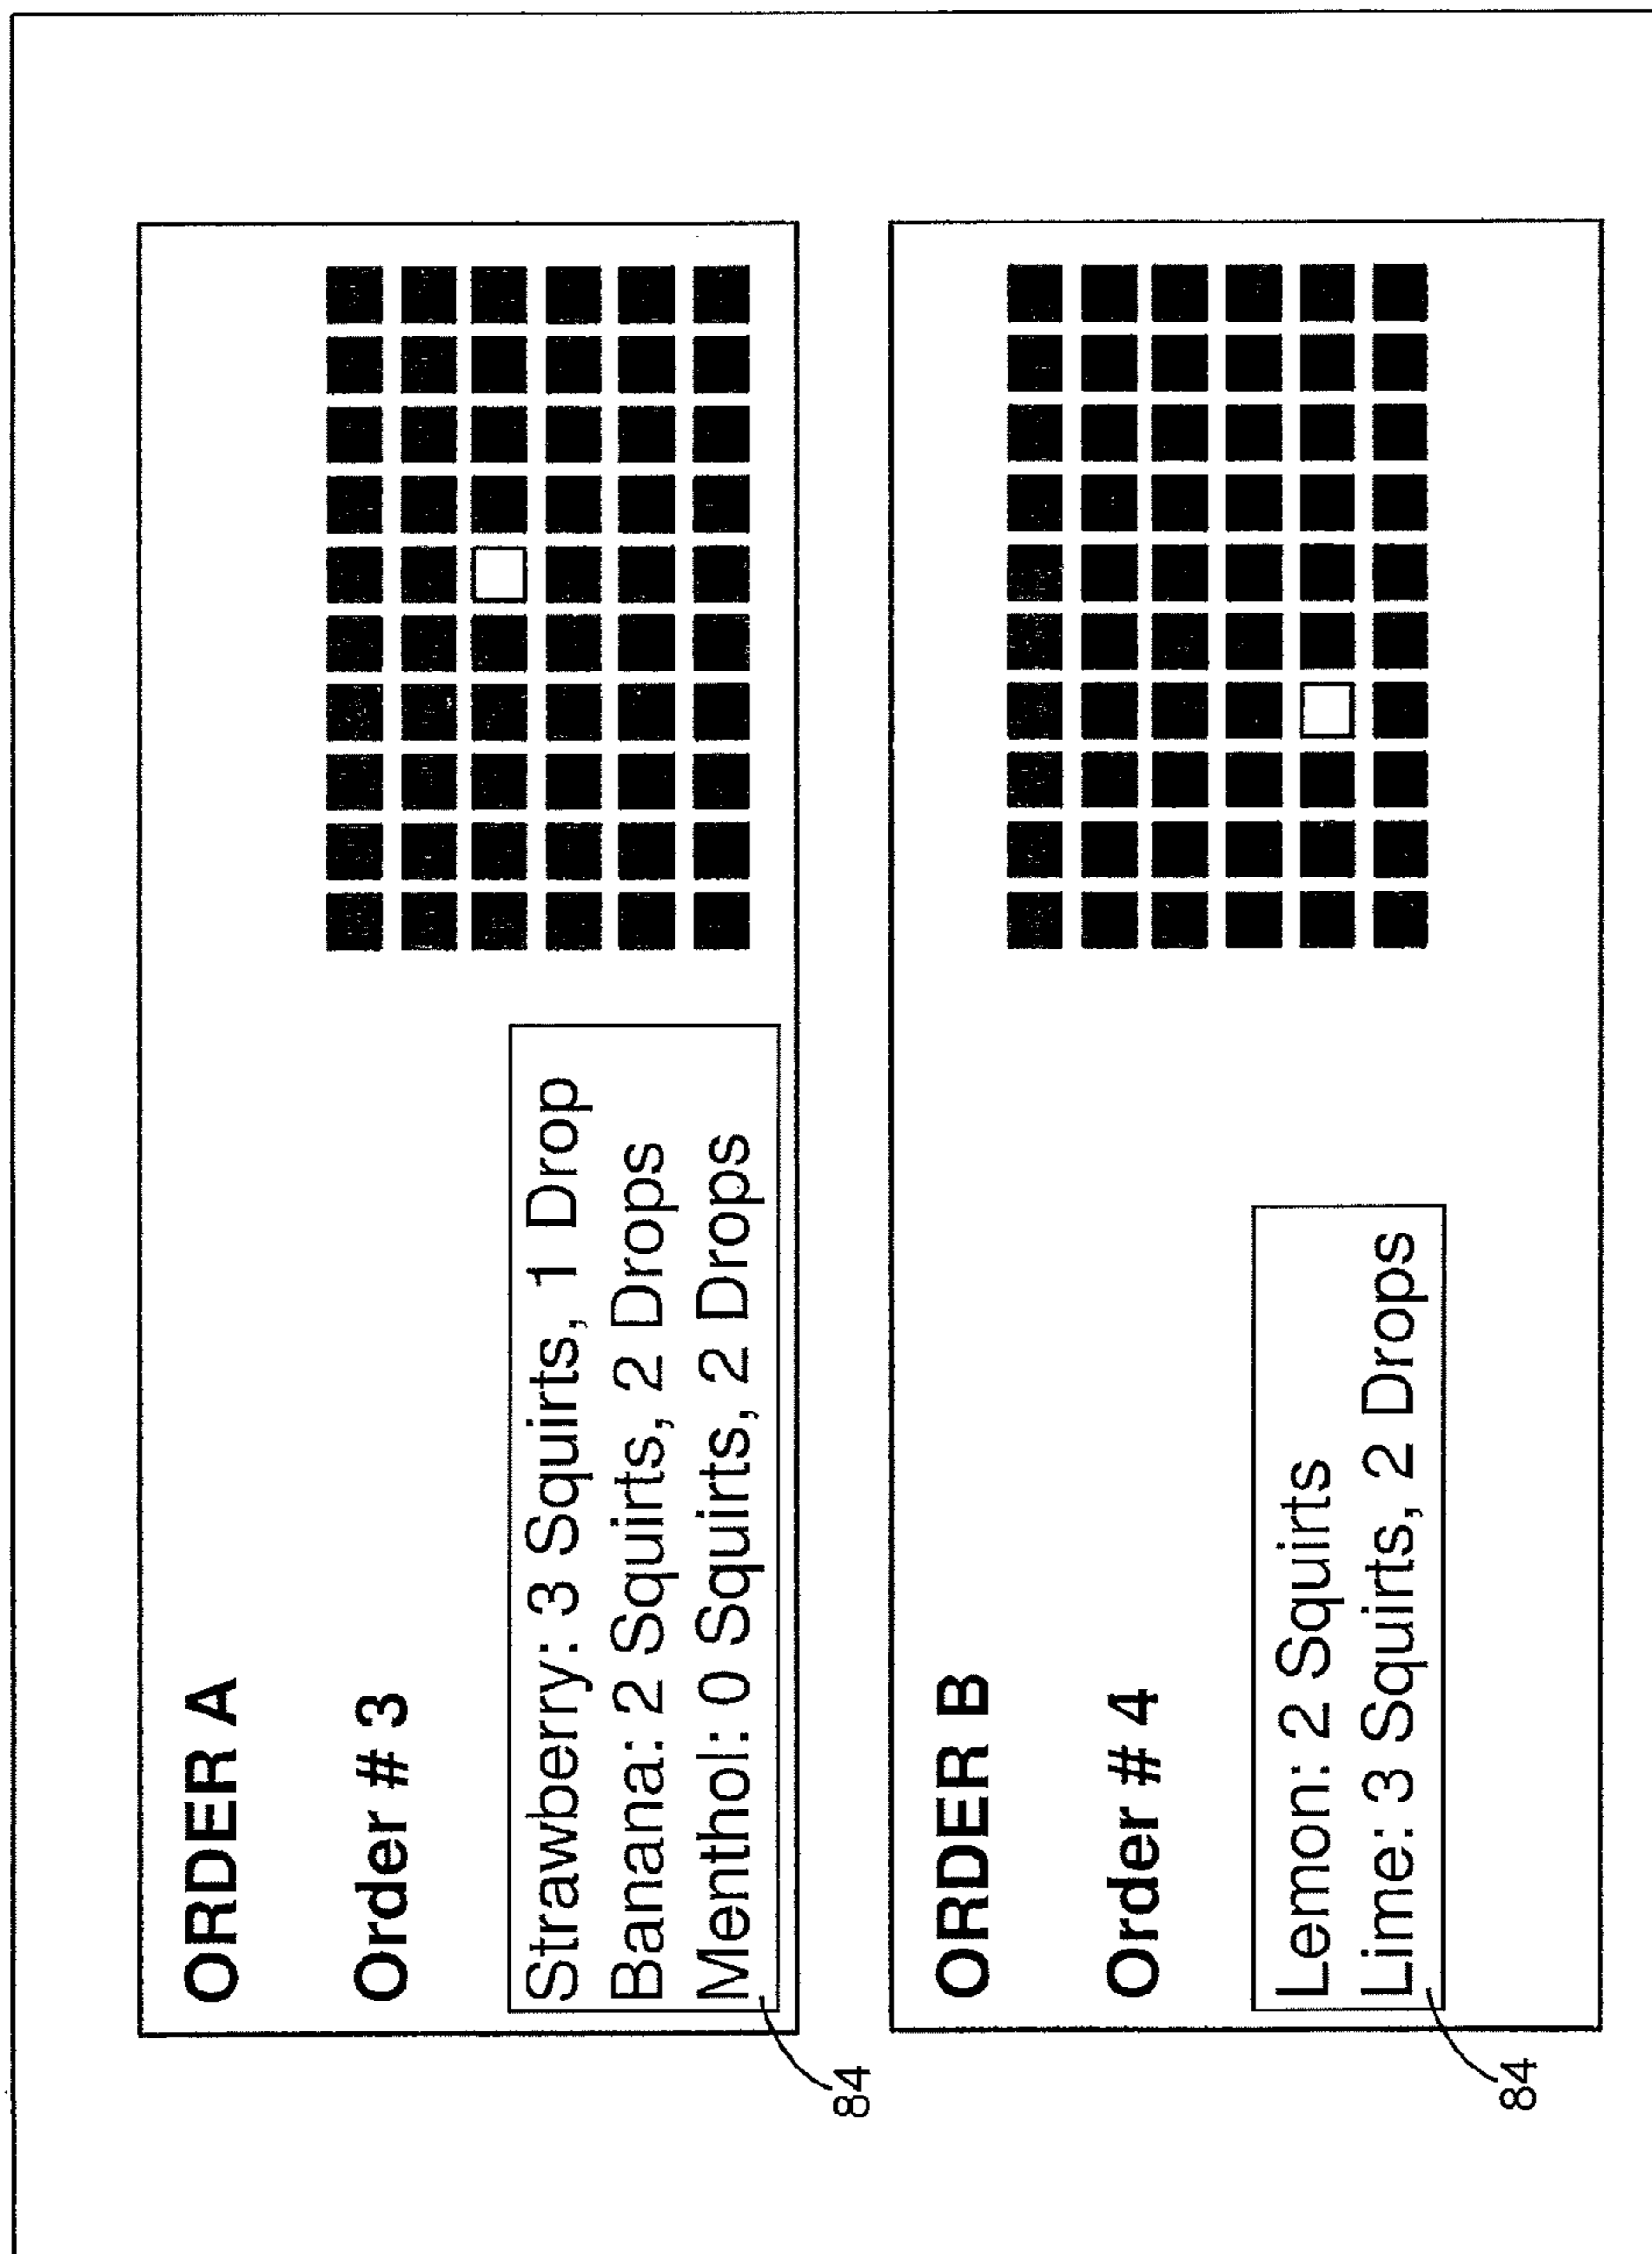 ORDER A
Order # 3
Strawberry: 3 Squirts, 1 Drop
Banana: 2 Squirts, 2 Drops
Menthol: 0 Squirts, 2 Drops
84
ORDER B
Order # 4
Lemon: 2 Squirts
Lime: 3 Squirts, 2 Drops
84